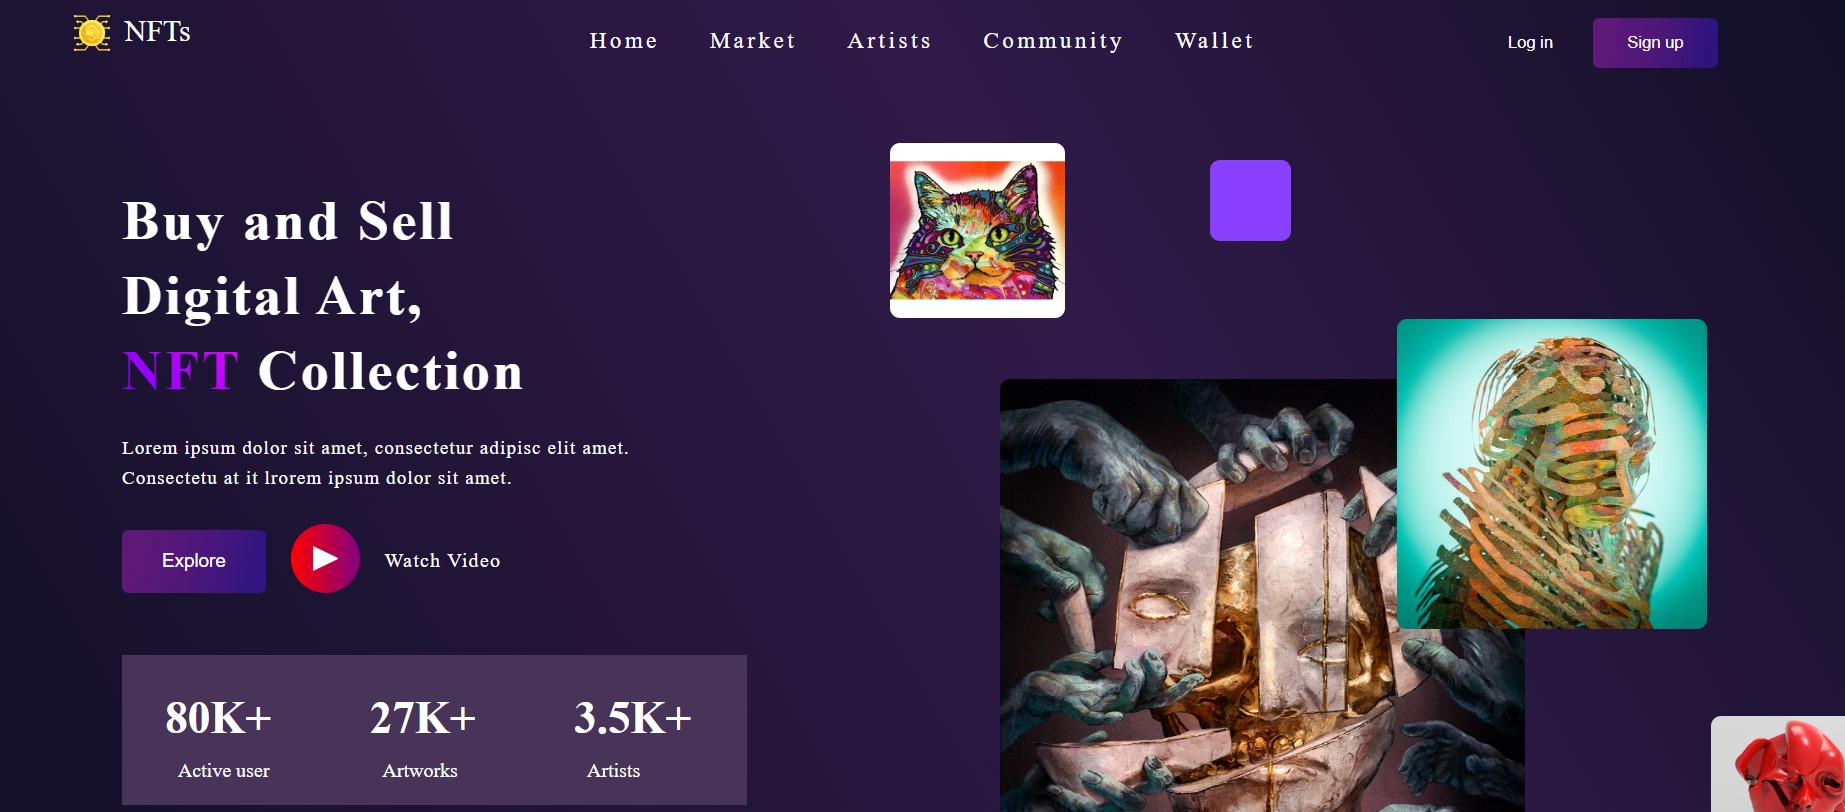 NFTs
Home Market Artists Community Wallet
Log in
Sign up
Buy and Sell
Digital Art,
NFT Collection
Lorem ipsum dolor sit amet, consectetur adipisc elit amet.
Consectetu at it lrorem ipsum dolor sit amet.
Explore
Watch Video
80K+ 27K+ 3.5K+
Active user Artworks Artists